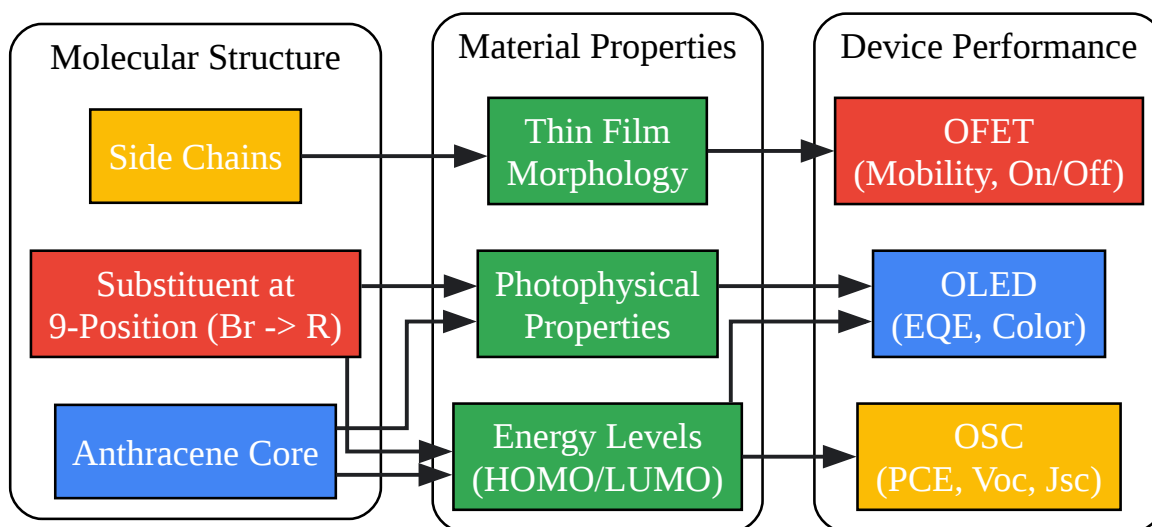 Molecular Structure
Side Chains
Substituent at
9-Position (Br -> R)
Anthracene Core
Material Properties
Thin Film
Morphology
Photophysical
Properties
Energy Levels
(HOMO/LUMO)
Device Performance
OFET
(Mobility, On/Off)
OLED
(EQE, Color)
OSC
(PCE, Voc, Jsc)